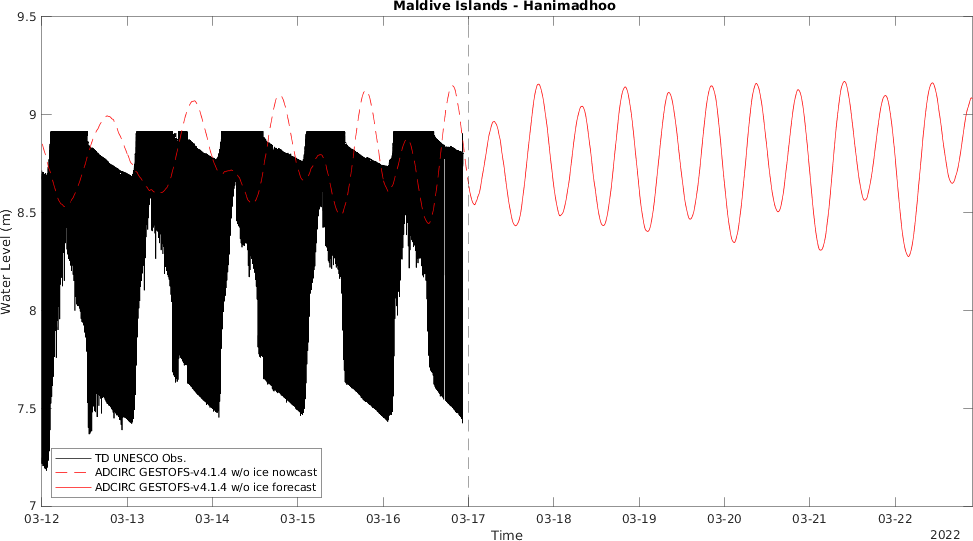 Maldive Islands - Hanimadhoo
9.5
9
8.5
8
7.5
7
Water Level (m)
TD UNESCO Obs.
ADCIRC GESTOFS-v4.1.4 w/o ice nowcast
ADCIRC GESTOFS-v4.1.4 w/o ice forecast
03-12 03-13 03-14 03-15 03-16 03-17 03-18 03-19 03-20 03-21 03-22
Time
2022